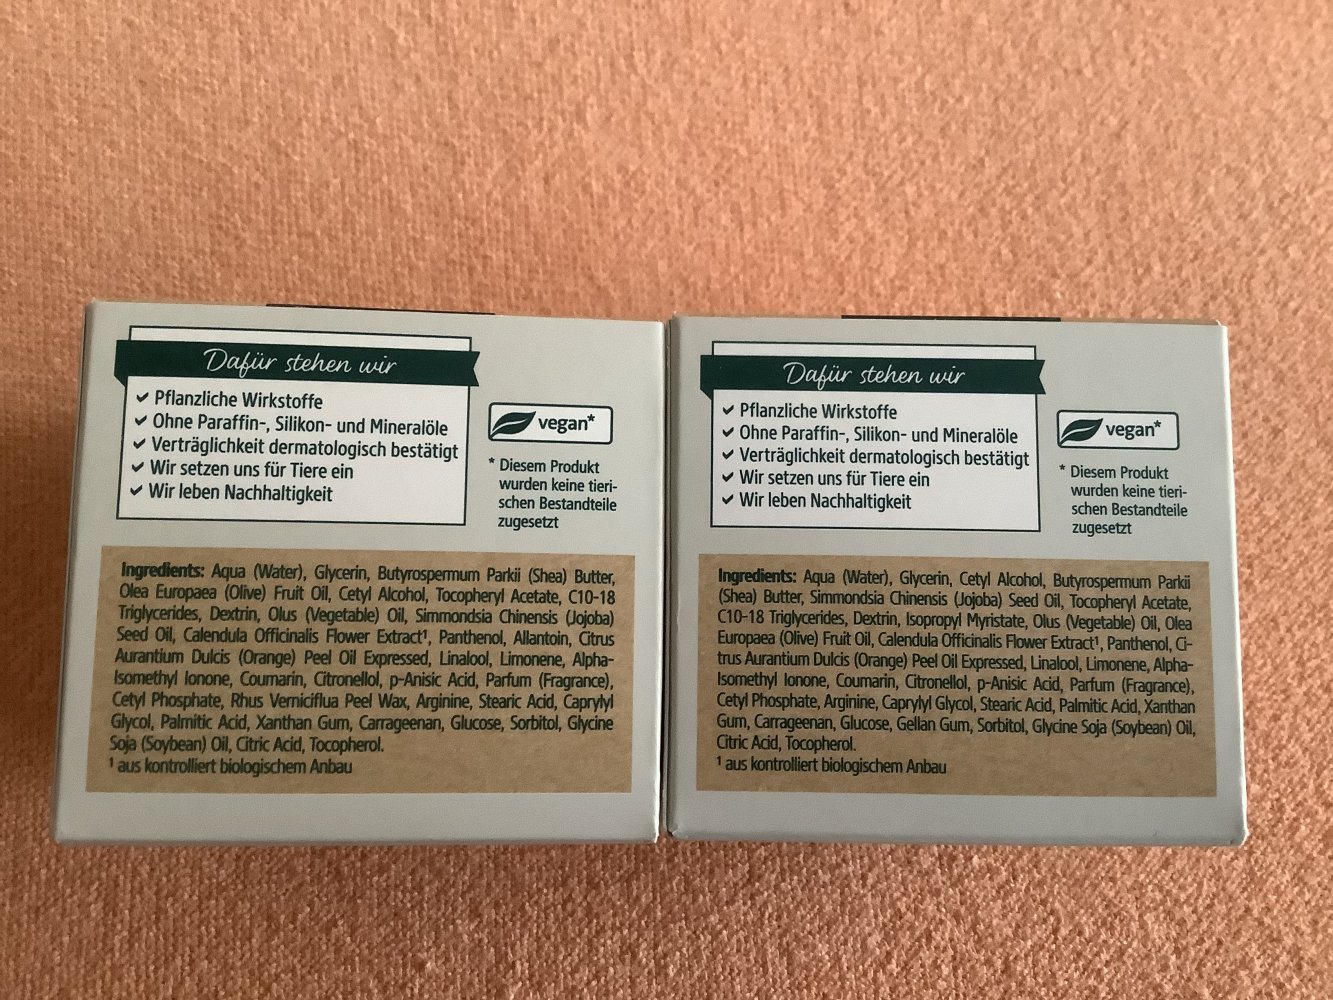 Dafür stehen wir
✓ Pflanzliche Wirkstoffe
✓ Ohne Paraffin-, Silikon- und Mineralöle
✓ Verträglichkeit dermatologisch bestätigt
✓ Wir setzen uns für Tiere ein
✓ Wir leben Nachhaltigkeit
vegan*
* Diesem Produkt
wurden keine tieri-
schen Bestandteile
zugesetzt
Ingredients: Aqua (Water), Glycerin, Butyrospermum Parkii (Shea) Butter,
Olea Europaea (Olive) Fruit Oil, Cetyl Alcohol, Tocopheryl Acetate, C10-18
Triglycerides, Dextrin, Olus (Vegetable) Oil, Simmondsia Chinensis (Jojoba)
Seed Oil, Calendula Officinalis Flower Extract¹, Panthenol, Allantoin, Citrus
Aurantium Dulcis (Orange) Peel Oil Expressed, Linalool, Limonene, Alpha-
Isomethyl Ionone, Coumarin, Citronellol, p-Anisic Acid, Parfum (Fragrance),
Cetyl Phosphate, Rhus Verniciflua Peel Wax, Arginine, Stearic Acid, Caprylyl
Glycol, Palmitic Acid, Xanthan Gum, Carrageenan, Glucose, Sorbitol, Glycine
Soja (Soybean) Oil, Citric Acid, Tocopherol.
¹ aus kontrolliert biologischem Anbau
Dafür stehen wir
✓ Pflanzliche Wirkstoffe
✓ Ohne Paraffin-, Silikon- und Mineralöle
✓ Verträglichkeit dermatologisch bestätigt
✓ Wir setzen uns für Tiere ein
✓ Wir leben Nachhaltigkeit
vegan*
* Diesem Produkt
wurden keine tieri-
schen Bestandteile
zugesetzt
Ingredients: Aqua (Water), Glycerin, Cetyl Alcohol, Butyrospermum Parkii
(Shea) Butter, Simmondsia Chinensis (Jojoba) Seed Oil, Tocopheryl Acetate,
C10-18 Triglycerides, Dextrin, Isopropyl Myristate, Olus (Vegetable) Oil, Olea
Europaea (Olive) Fruit Oil, Calendula Officinalis Flower Extract¹, Panthenol, Ci-
trus Aurantium Dulcis (Orange) Peel Oil Expressed, Linalool, Limonene, Alpha-
Isomethyl Ionone, Coumarin, Citronellol, p-Anisic Acid, Parfum (Fragrance),
Cetyl Phosphate, Arginine, Caprylyl Glycol, Stearic Acid, Palmitic Acid, Xanthan
Gum, Carrageenan, Glucose, Gellan Gum, Sorbitol, Glycine Soja (Soybean) Oil,
Citric Acid, Tocopherol.
¹ aus kontrolliert biologischem Anbau